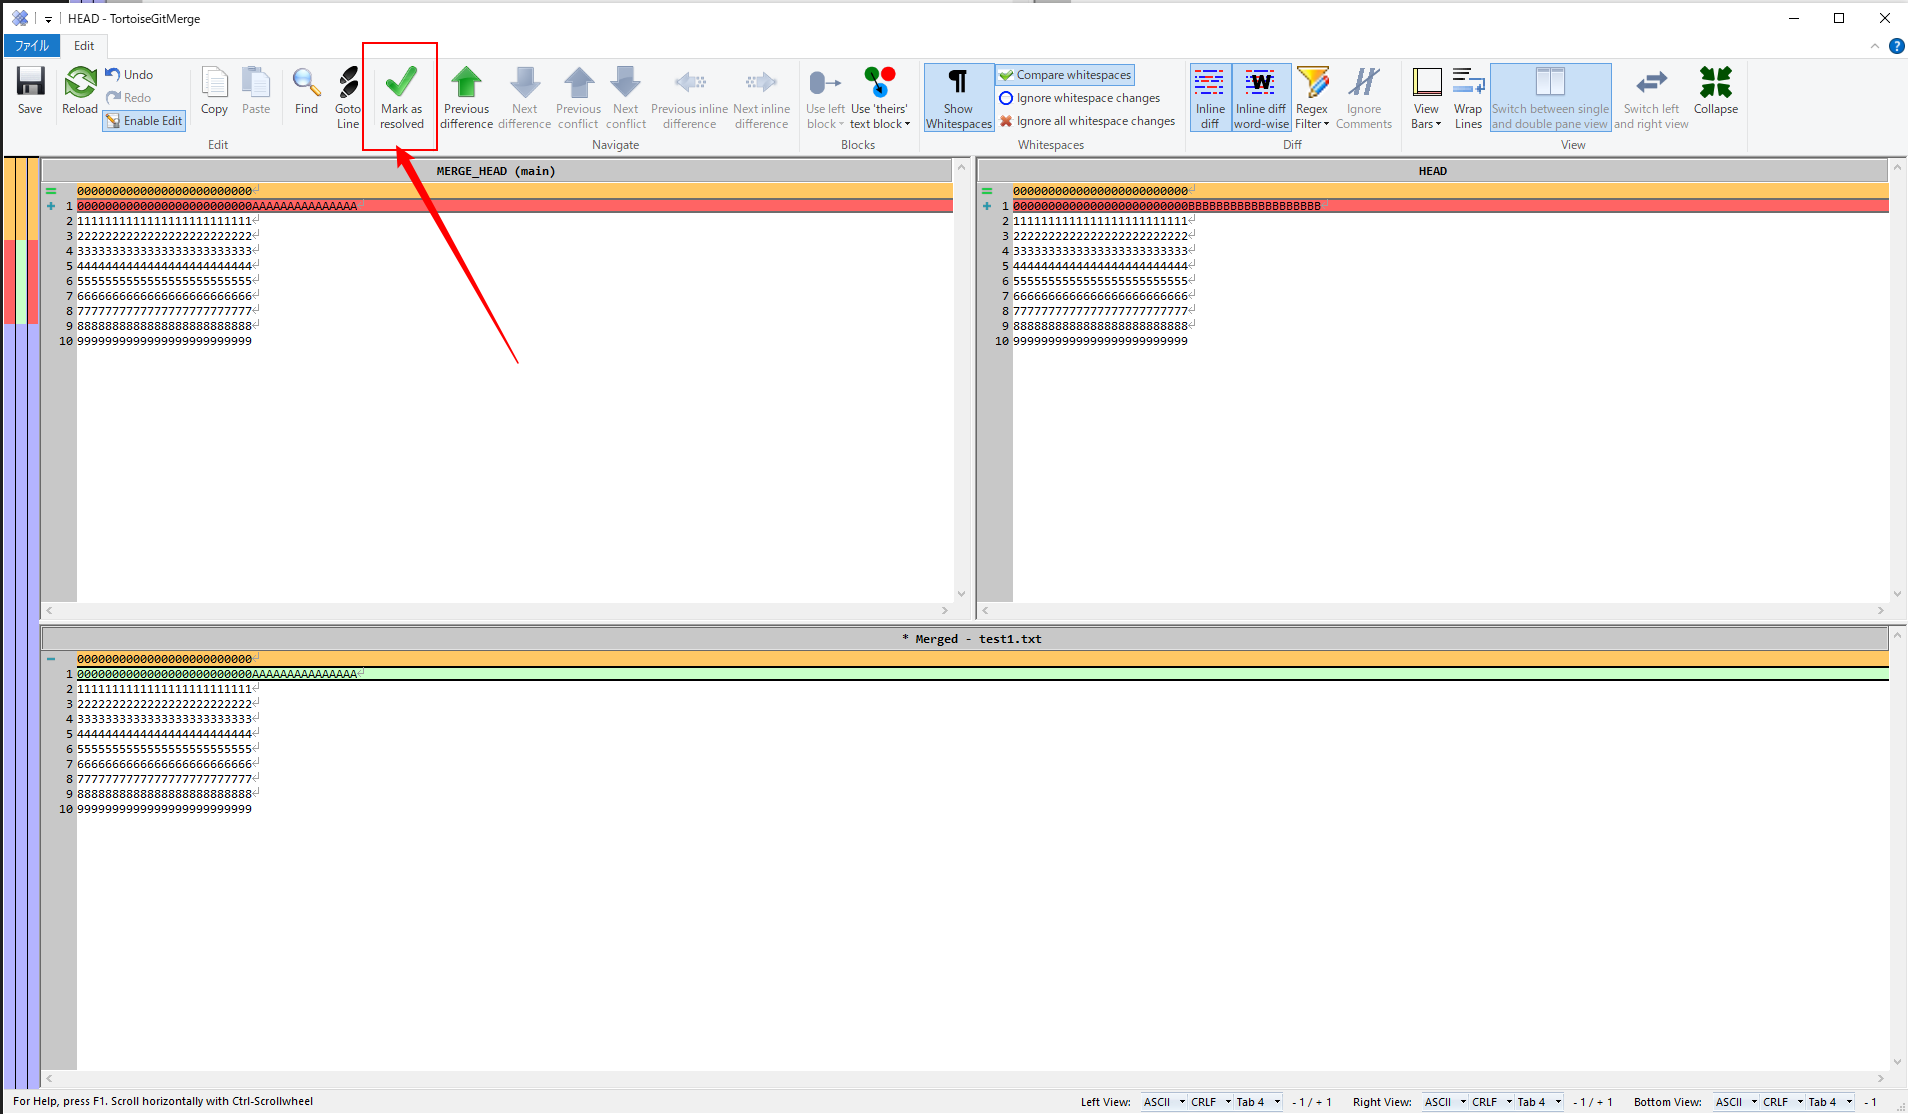 HEAD - TortoiseGitMerge
ファイル Edit
Save
Reload
Undo
Redo
Enable Edit
Copy
Paste
Find
Goto Line
Mark as resolved
Previous difference
Next difference
Previous conflict
Next conflict
Previous inline difference
Next inline difference
Use left block
Use 'theirs' text block
Show Whitespaces
Compare whitespaces
Ignore whitespace changes
Ignore all whitespace changes
Inline diff
Inline diff word-wise
Regex Filter
Ignore Comments
View Bars
Wrap Lines
Switch between single and double pane view
Switch left and right view
Collapse
Edit Navigate Blocks Whitespaces Diff View
MERGE_HEAD (main)
0000000000000000000000000
1 0000000000000000000000000AAAAAAAAAAAAAAA
2 1111111111111111111111111
3 2222222222222222222222222
4 3333333333333333333333333
5 4444444444444444444444444
6 5555555555555555555555555
7 6666666666666666666666666
8 7777777777777777777777777
9 8888888888888888888888888
10 9999999999999999999999999
HEAD
0000000000000000000000000
1 0000000000000000000000000BBBBBBBBBBBBBBBBBBB
2 1111111111111111111111111
3 2222222222222222222222222
4 3333333333333333333333333
5 4444444444444444444444444
6 5555555555555555555555555
7 6666666666666666666666666
8 7777777777777777777777777
9 8888888888888888888888888
10 9999999999999999999999999
* Merged - test1.txt
0000000000000000000000000
1 0000000000000000000000000AAAAAAAAAAAAAAA
2 1111111111111111111111111
3 2222222222222222222222222
4 3333333333333333333333333
5 4444444444444444444444444
6 5555555555555555555555555
7 6666666666666666666666666
8 7777777777777777777777777
9 8888888888888888888888888
10 9999999999999999999999999
For Help, press F1. Scroll horizontally with Ctrl-Scrollwheel Left View: ASCII CRLF Tab 4 - 1 / + 1 Right View: ASCII CRLF Tab 4 - 1 / + 1 Bottom View: ASCII CRLF Tab 4 - 1